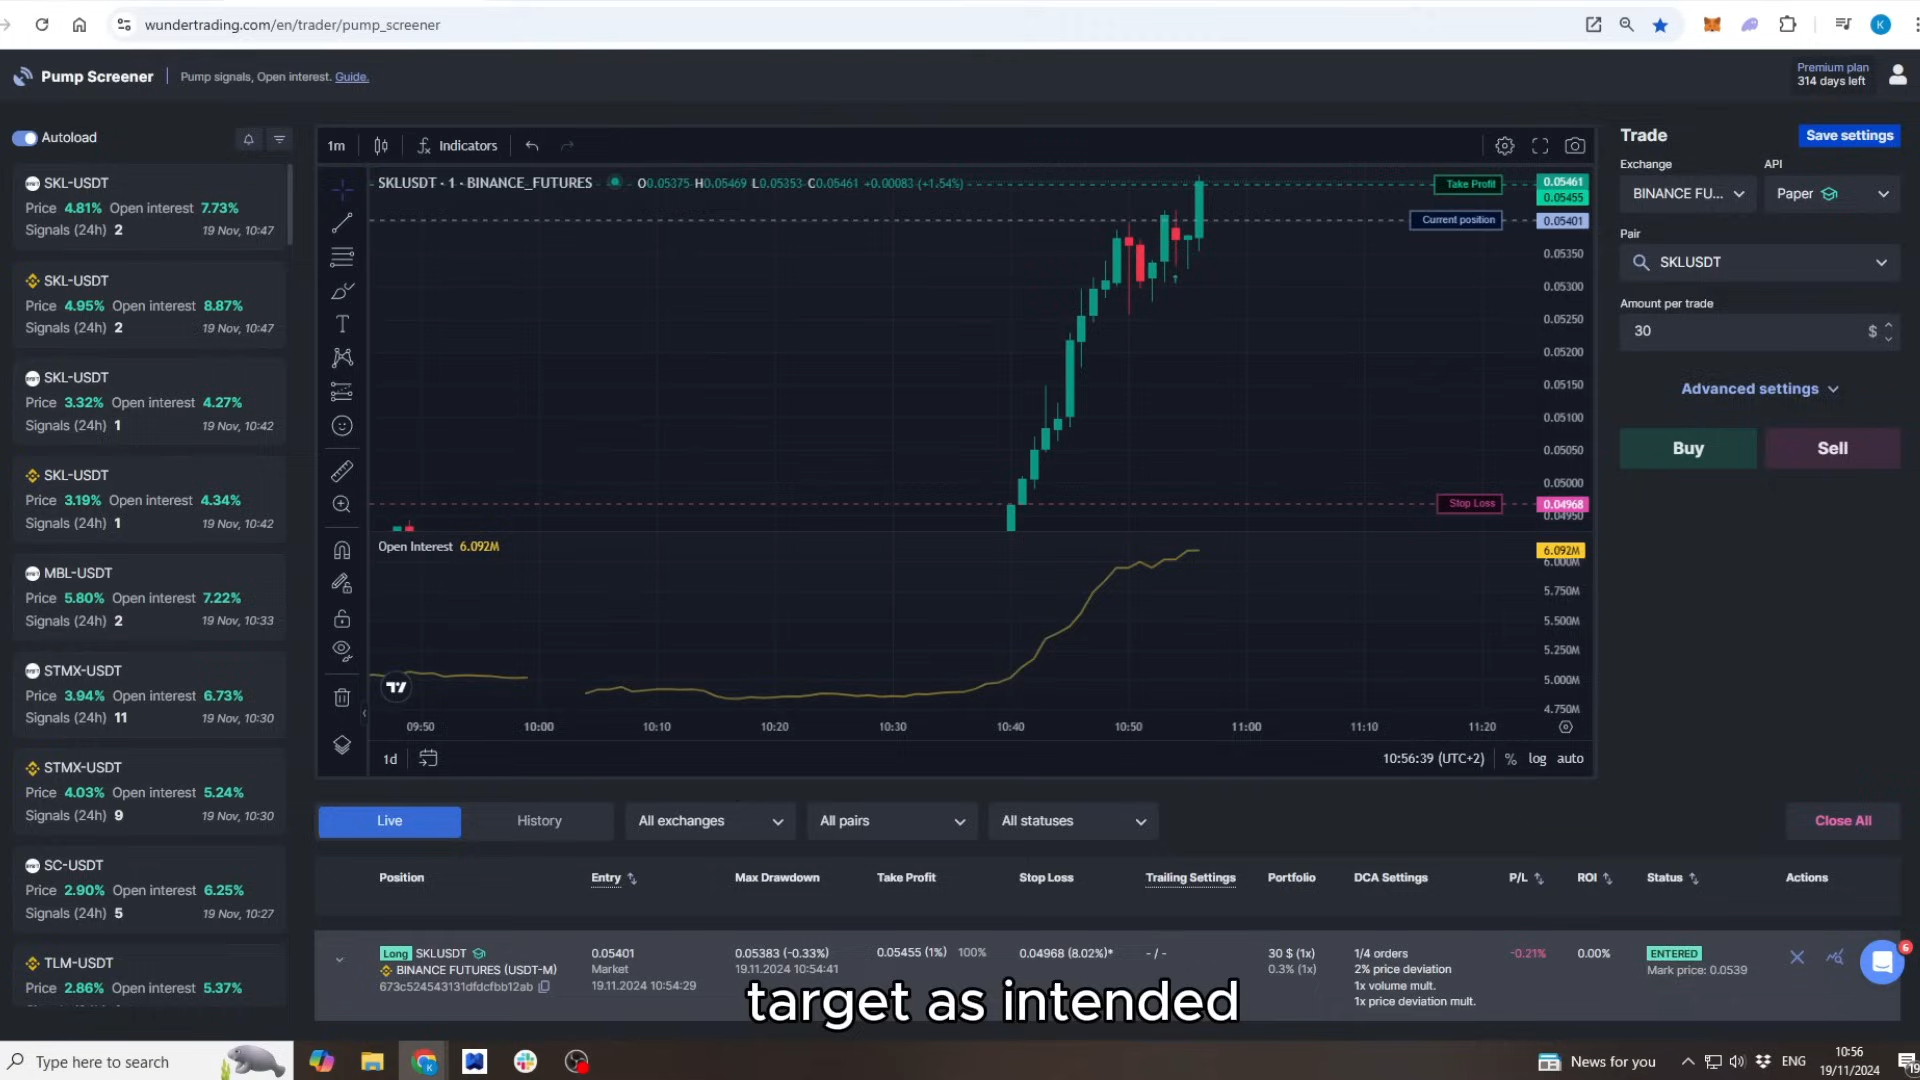 wundertrading.com/en/trader/pump_screener
K
Pump Screener
Pump signals, Open interest. Guide.
Premium plan
314 days left
Autoload
SKL-USDT
Price 4.81% Open interest 7.73%
Signals (24h) 2 19 Nov, 10:47
SKL-USDT
Price 4.95% Open interest 8.87%
Signals (24h) 2 19 Nov, 10:47
SKL-USDT
Price 3.32% Open interest 4.27%
Signals (24h) 1 19 Nov, 10:42
SKL-USDT
Price 3.19% Open interest 4.34%
Signals (24h) 1 19 Nov, 10:42
MBL-USDT
Price 5.80% Open interest 7.22%
Signals (24h) 2 19 Nov, 10:33
STMX-USDT
Price 3.94% Open interest 6.73%
Signals (24h) 11 19 Nov, 10:30
STMX-USDT
Price 4.03% Open interest 5.24%
Signals (24h) 9 19 Nov, 10:30
SC-USDT
Price 2.90% Open interest 6.25%
Signals (24h) 5 19 Nov, 10:27
TLM-USDT
Price 2.86% Open interest 5.37%
1m Indicators
SKLUSDT · 1 · BINANCE_FUTURES O0.05375 H0.05469 L0.05353 C0.05461 +0.00083 (+1.54%)
Take Profit 0.05461
0.05455
Current position 0.05401
0.05350
0.05300
0.05250
0.05200
0.05150
0.05100
0.05050
0.05000
Stop Loss 0.04968
0.04950
Open Interest 6.092M
6.092M
6.000M
5.750M
5.500M
5.250M
5.000M
4.750M
09:50 10:00 10:10 10:20 10:30 10:40 10:50 11:00 11:10 11:20
1d 10:56:39 (UTC+2) % log auto
Trade Save settings
Exchange API
BINANCE FU... Paper
Pair
SKLUSDT
Amount per trade
30 $
Advanced settings
Buy Sell
Live History All exchanges All pairs All statuses Close All
Position Entry Max Drawdown Take Profit Stop Loss Trailing Settings Portfolio DCA Settings P/L ROI Status Actions
Long SKLUSDT 0.05401 0.05383 (-0.33%) 0.05455 (1%) 100% 0.04968 (8.02%)* - / - 30 $ (1x) 1/4 orders -0.21% 0.00% ENTERED
BINANCE FUTURES (USDT-M) Market 19.11.2024 10:54:41 0.3% (1x) 2% price deviation Mark price: 0.0539
673c524543131dfdcfbb12ab 19.11.2024 10:54:29 1x volume mult.
1x price deviation mult.
6
target as intended
Type here to search
News for you ENG 10:56
19/11/2024
19